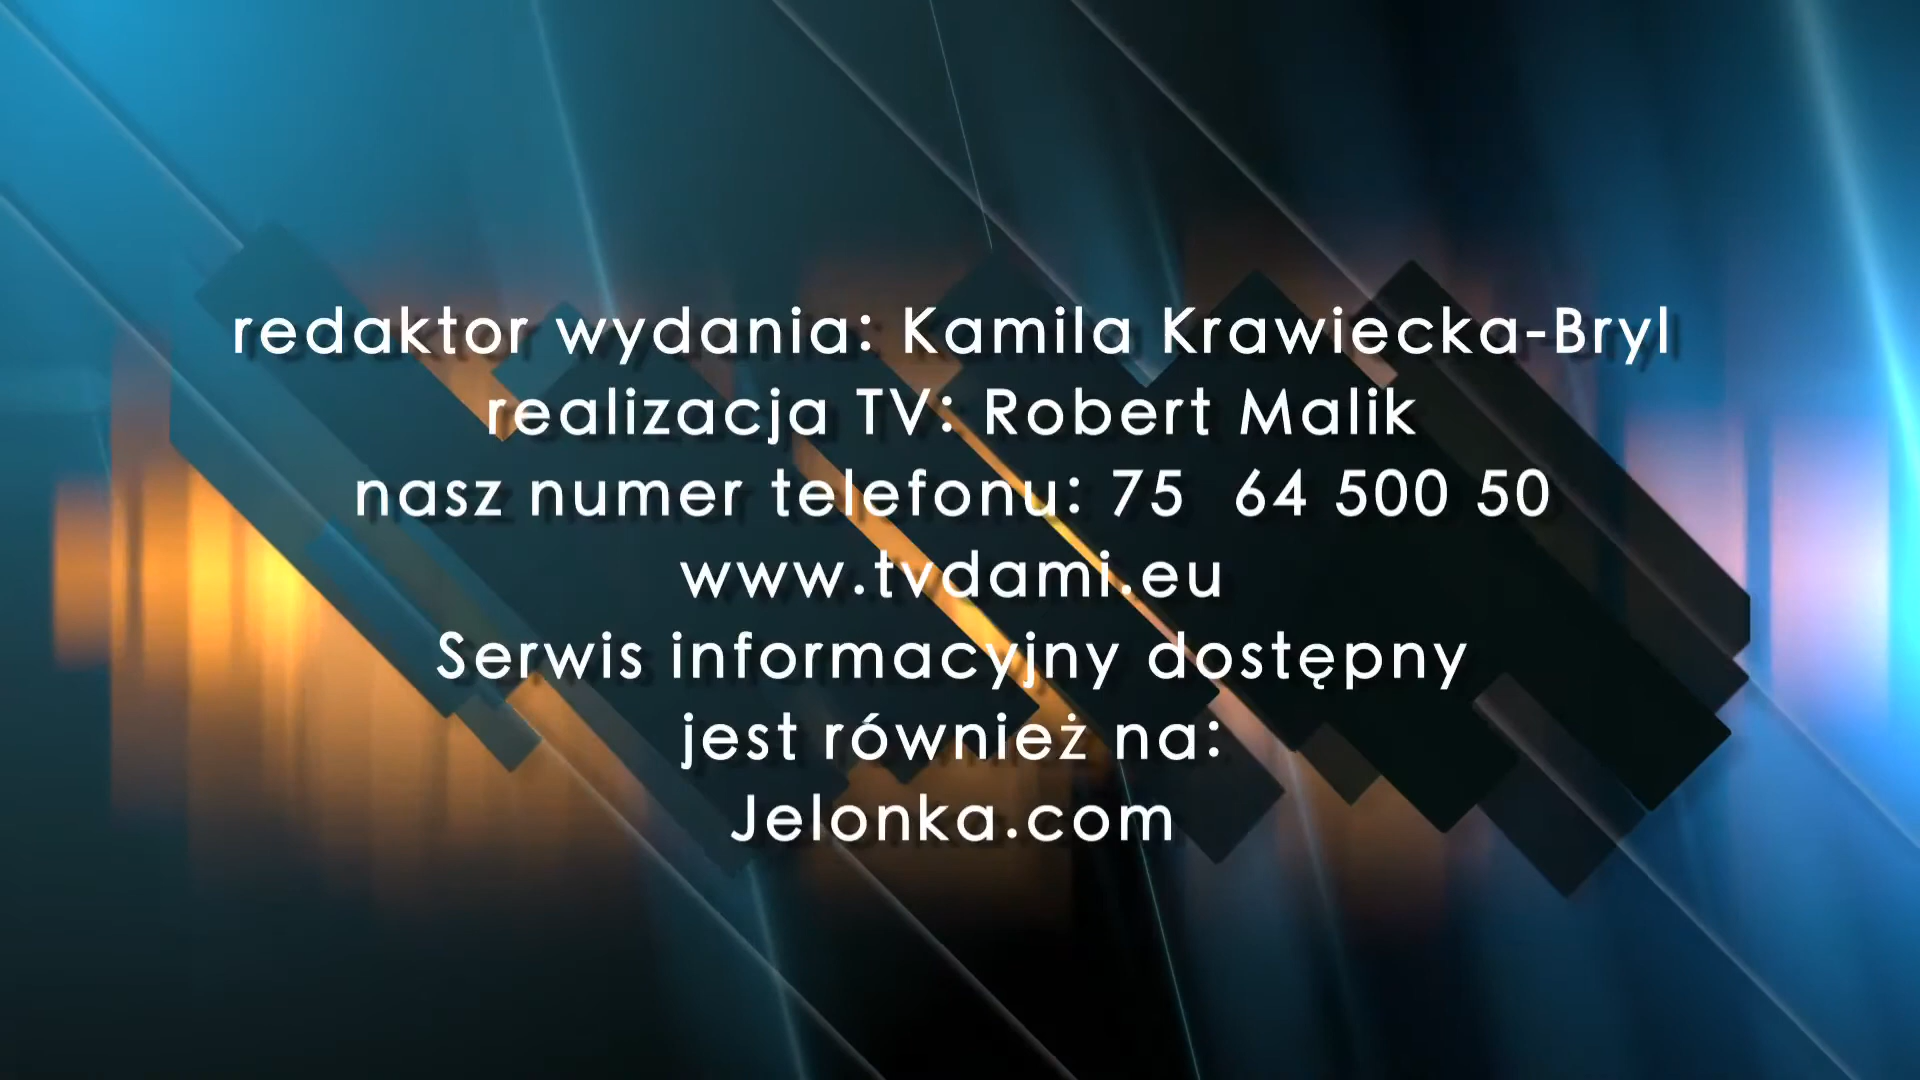 redaktor wydania: Kamila Krawiecka-Bryl
realizacja TV: Robert Malik
nasz numer telefonu: 75  64 500 50
www.tvdami.eu
Serwis informacyjny dostępny
jest również na:
Jelonka.com